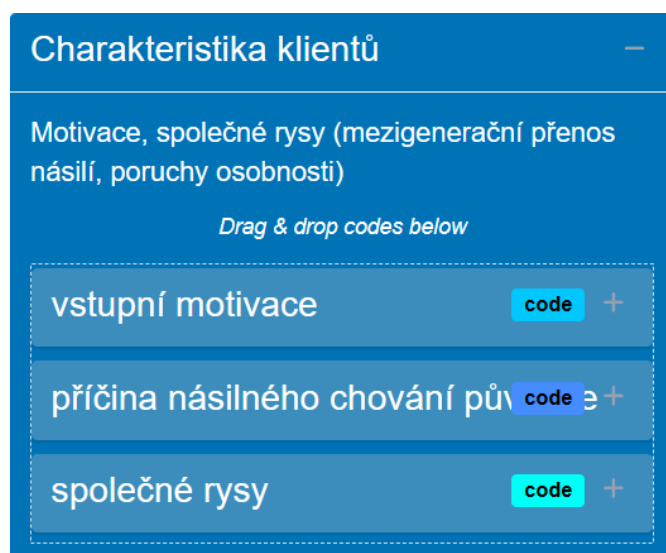 Charakteristika klientů
Motivace, společné rysy (mezigenerační přenos
násilí, poruchy osobnosti)
Drag & drop codes below
vstupní motivace code
příčina násilného chování code
společné rysy code